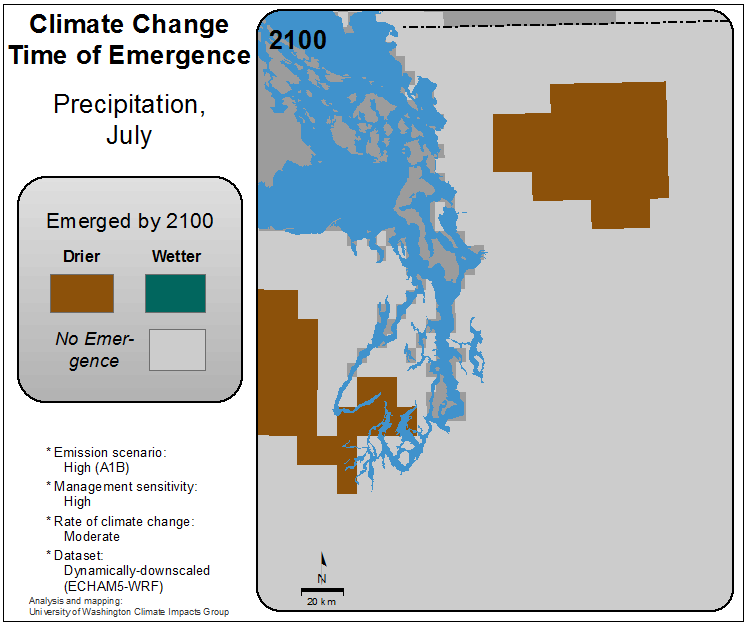 Climate Change
Time of Emergence
Precipitation,
July
Emerged by 2100
Drier Wetter
No Emer-
gence
* Emission scenario:
High (A1B)
* Management sensitivity:
High
* Rate of climate change:
Moderate
* Dataset:
Dynamically-downscaled
(ECHAM5-WRF)
Analysis and mapping:
University of Washington Climate Impacts Group
2100
N
20 km